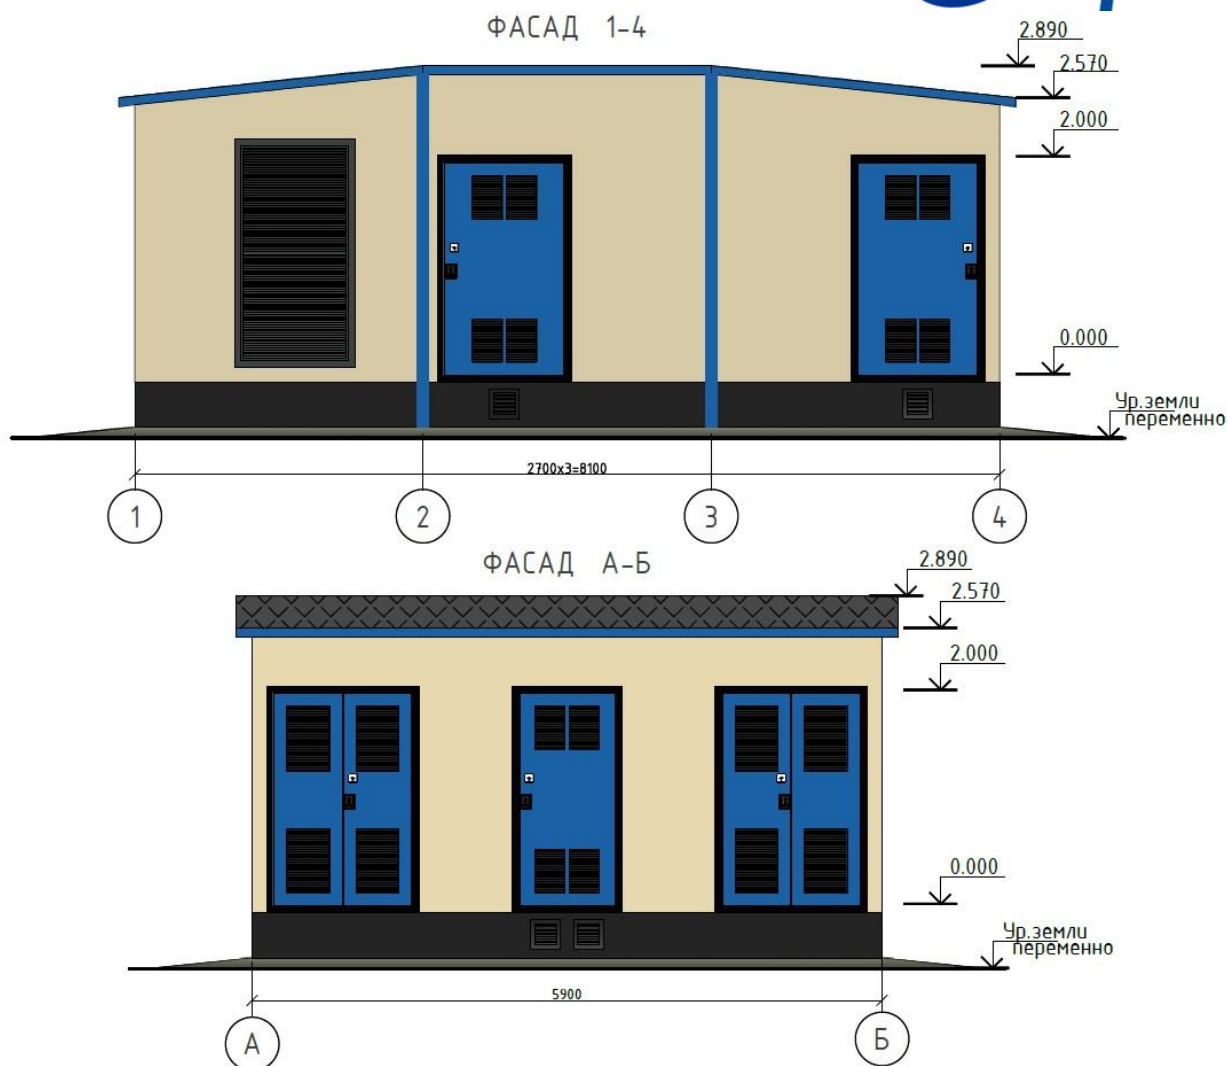 ФАСАД 1-4
2.890
2.570
2.000
0.000
Ур.земли
переменно
2700х3=8100
1
2
3
4
ФАСАД А-Б
2.890
2.570
2.000
0.000
Ур.земли
переменно
5900
А
Б